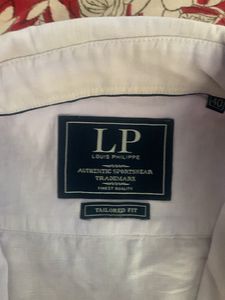 LP
LOUIS PHILIPPE
AUTHENTIC SPORTSWEAR
TRADEMARK
FINEST QUALITY
TAILORED FIT
40